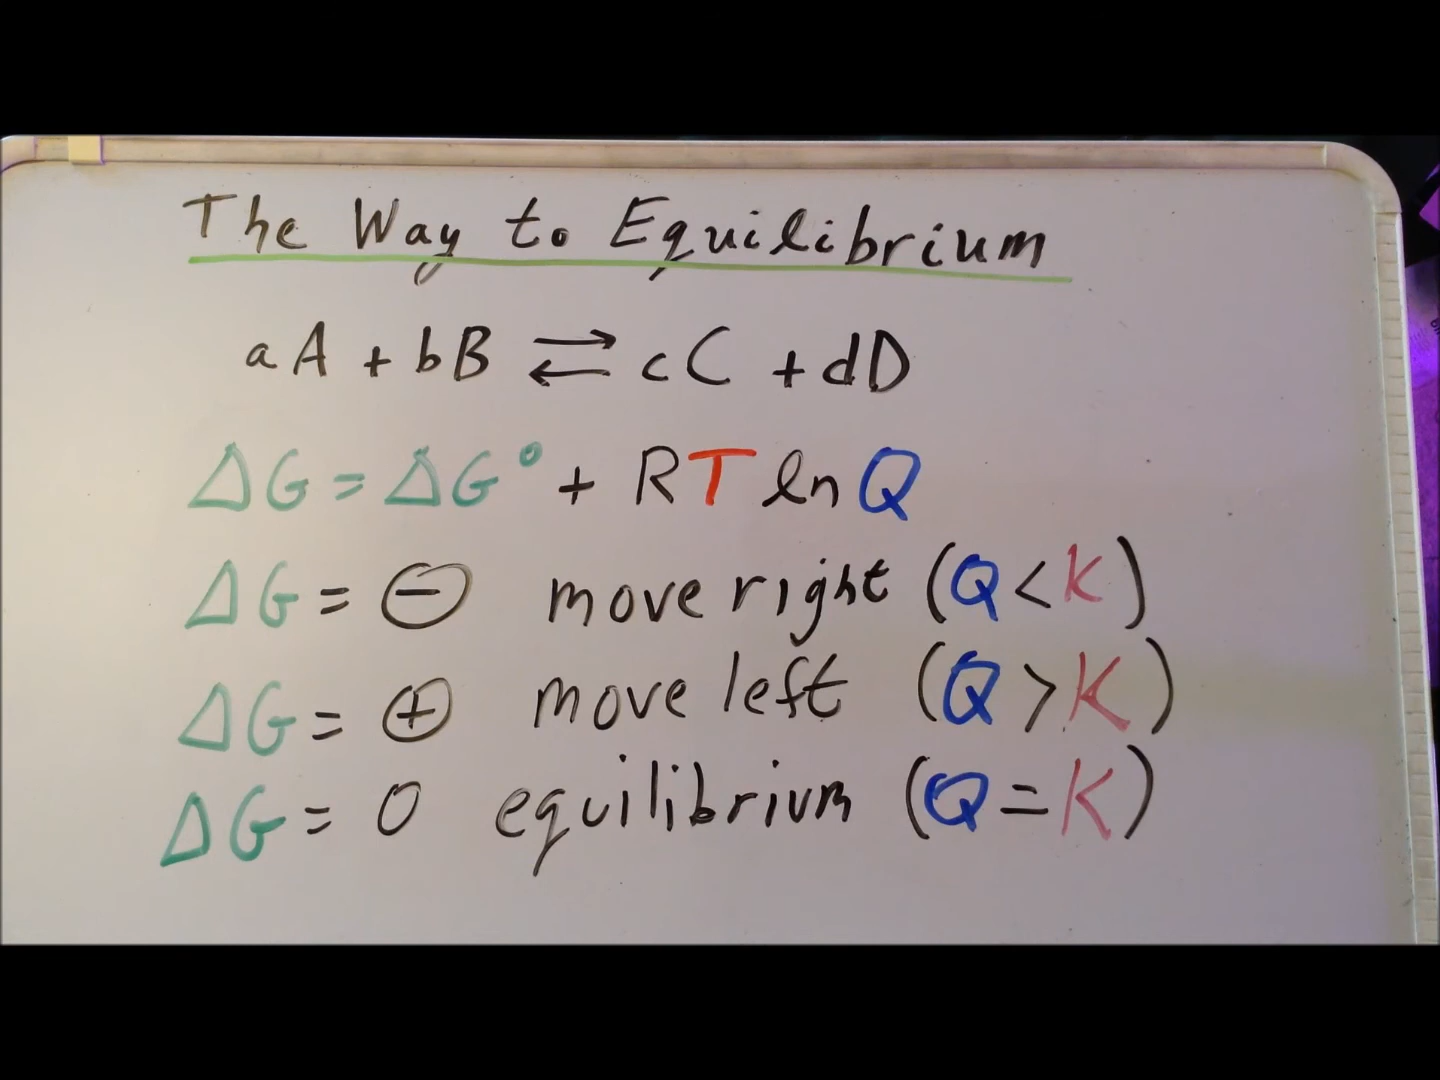 The Way to Equilibrium
aA + bB ⇌ cC + dD
ΔG = ΔG° + RT ln Q
ΔG = ⊖ move right (Q < K)
ΔG = ⊕ move left (Q > K)
ΔG = 0 equilibrium (Q = K)